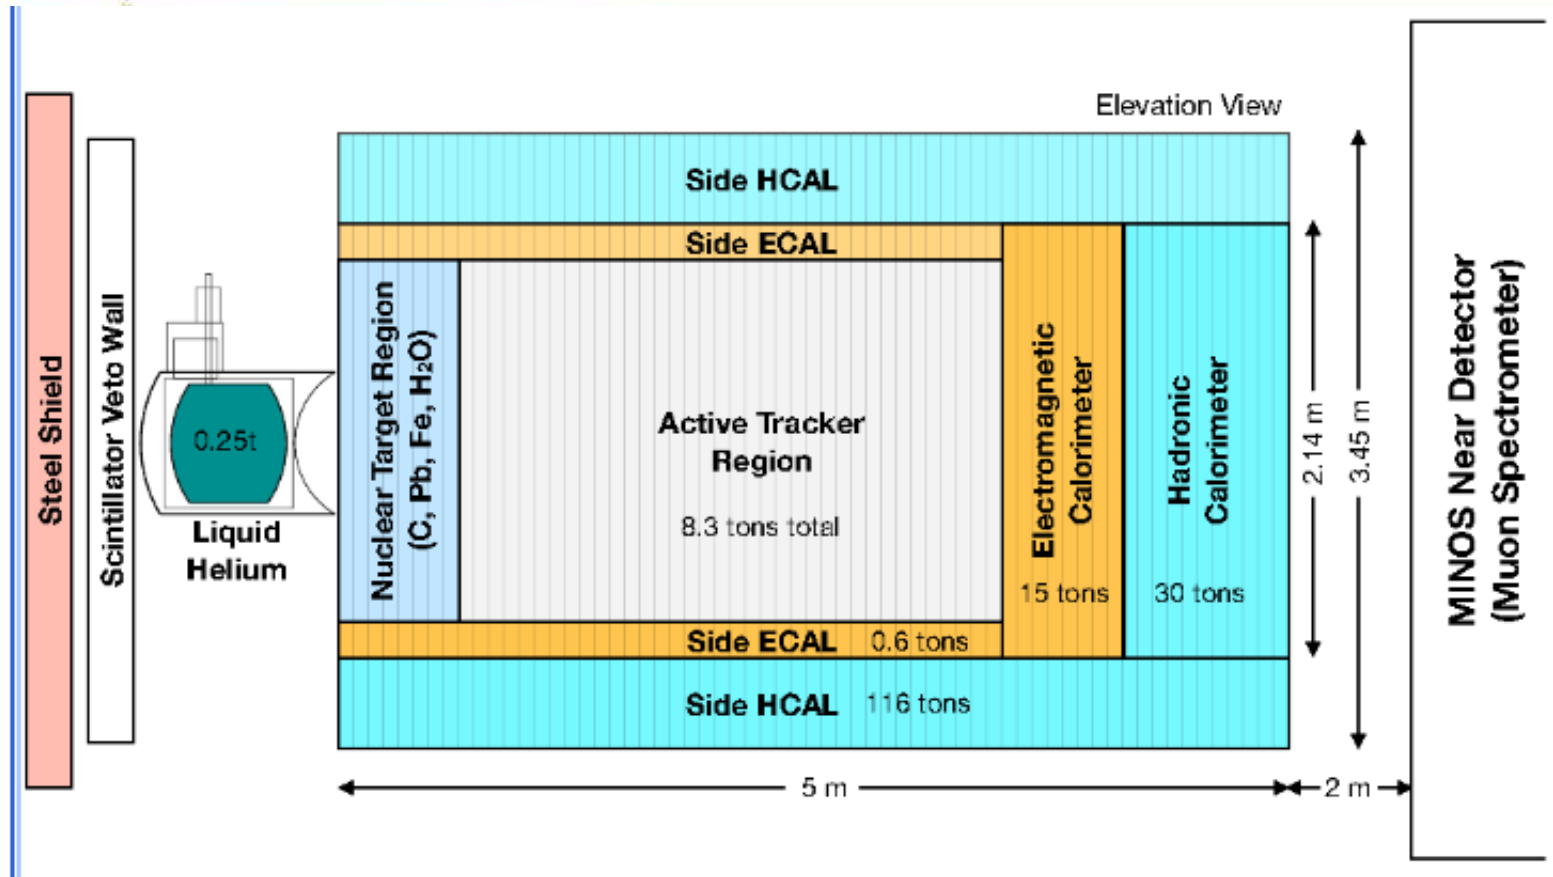 Elevation View
Steel Shield
Scintillator Veto Wall
0.25t
Liquid
Helium
Side HCAL
Side ECAL
Nuclear Target Region
(C, Pb, Fe, H₂O)
Active Tracker
Region
8.3 tons total
Electromagnetic
Calorimeter
15 tons
Hadronic
Calorimeter
30 tons
Side ECAL 0.6 tons
Side HCAL 116 tons
2.14 m
3.45 m
5 m
2 m
MINOS Near Detector
(Muon Spectrometer)